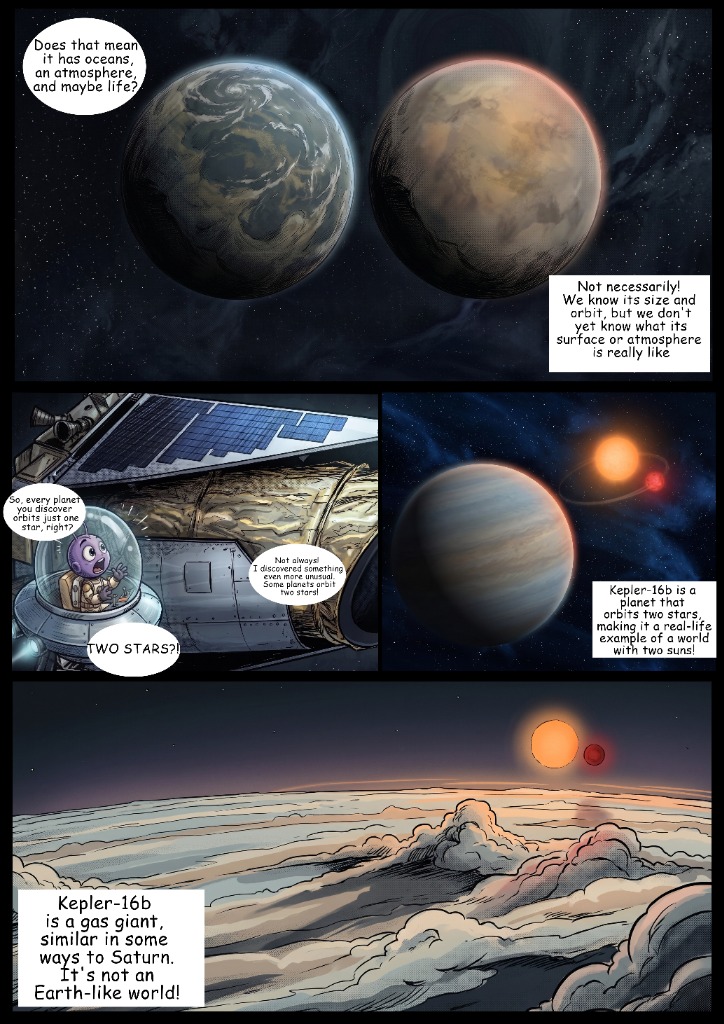 Does that mean
it has oceans,
an atmosphere,
and maybe life?
Not necessarily!
We know its size and
orbit, but we don't
yet know what its
surface or atmosphere
is really like
So, every planet
you discover
orbits just one
star, right?
Not always!
I discovered something
even more unusual.
Some planets orbit
two stars!
TWO STARS?!
Kepler-16b is a
planet that
orbits two stars,
making it a real-life
example of a world
with two suns!
Kepler-16b
is a gas giant,
similar in some
ways to Saturn.
It's not an
Earth-like world!